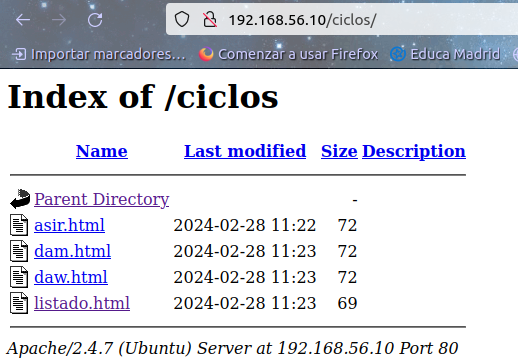 192.168.56.10/ciclos/
Importar marcadores… Comenzar a usar Firefox Educa Madrid
Index of /ciclos
Name Last modified Size Description
Parent Directory -
asir.html 2024-02-28 11:22 72
dam.html 2024-02-28 11:23 72
daw.html 2024-02-28 11:23 72
listado.html 2024-02-28 11:23 69
Apache/2.4.7 (Ubuntu) Server at 192.168.56.10 Port 80